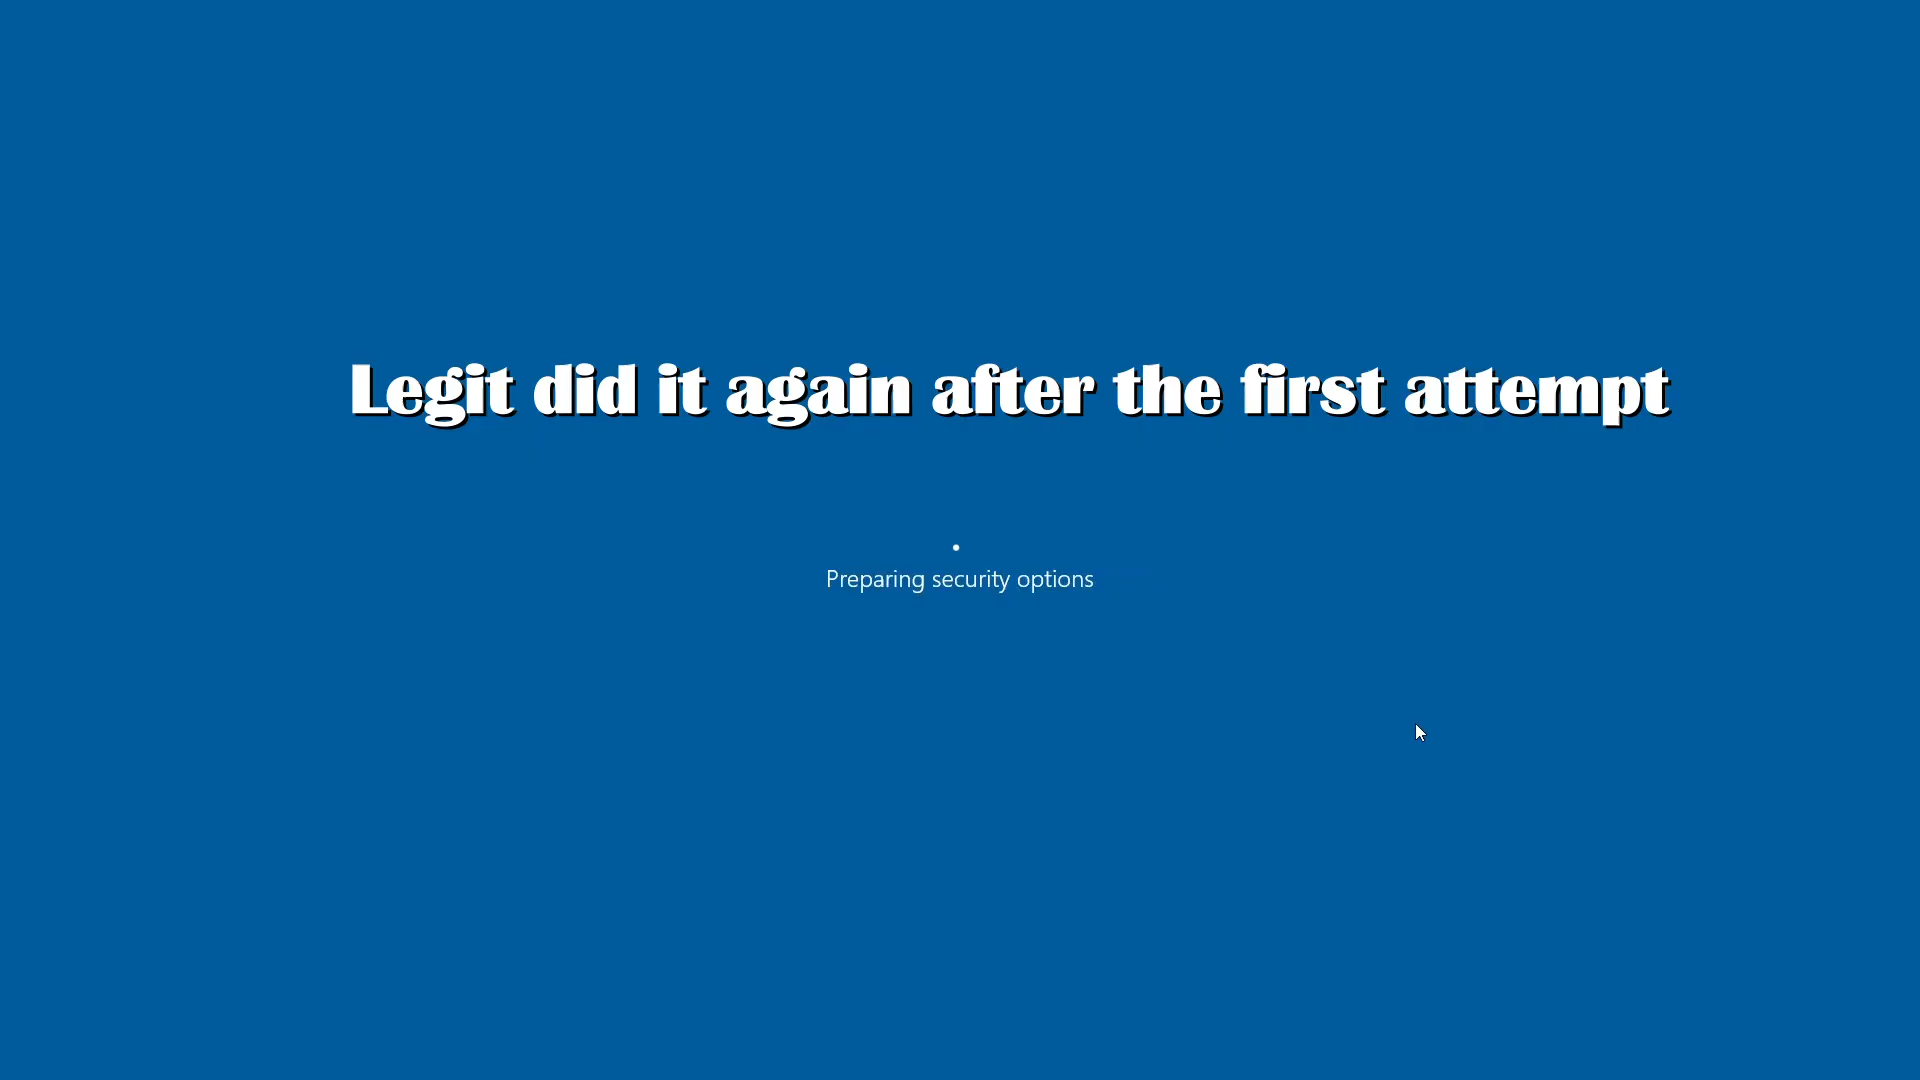 Legit did it again after the first attempt
Preparing security options